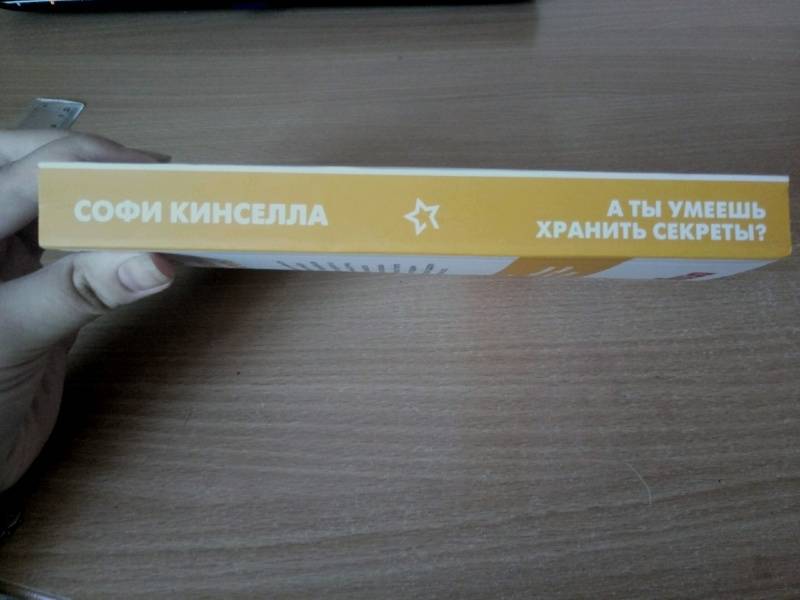 СОФИ КИНСЕЛЛА
А ТЫ УМЕЕШЬ
ХРАНИТЬ СЕКРЕТЫ?